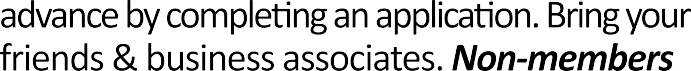 advance by completing an application. Bring your
friends & business associates. Non-members